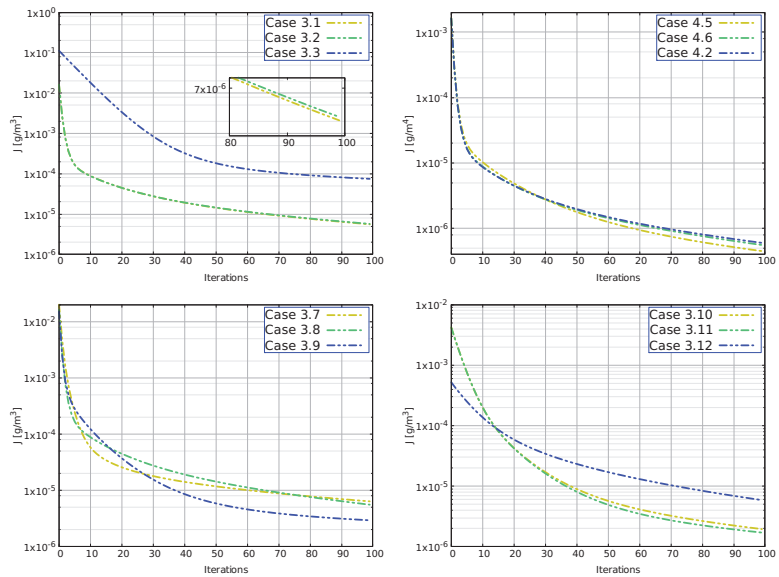 1x10^0
1x10^-1
1x10^-2
1x10^-3
1x10^-4
1x10^-5
1x10^-6
J [g/m^3]
Case 3.1
Case 3.2
Case 3.3
7x10^-6
80 90 100
0 10 20 30 40 50 60 70 80 90 100
Iterations
1x10^-3
1x10^-4
1x10^-5
1x10^-6
J [g/m^4]
Case 4.5
Case 4.6
Case 4.2
0 10 20 30 40 50 60 70 80 90 100
Iterations
1x10^-2
1x10^-3
1x10^-4
1x10^-5
1x10^-6
J [g/m^3]
Case 3.7
Case 3.8
Case 3.9
0 10 20 30 40 50 60 70 80 90 100
Iterations
1x10^-2
1x10^-3
1x10^-4
1x10^-5
1x10^-6
J [g/m^3]
Case 3.10
Case 3.11
Case 3.12
0 10 20 30 40 50 60 70 80 90 100
Iterations